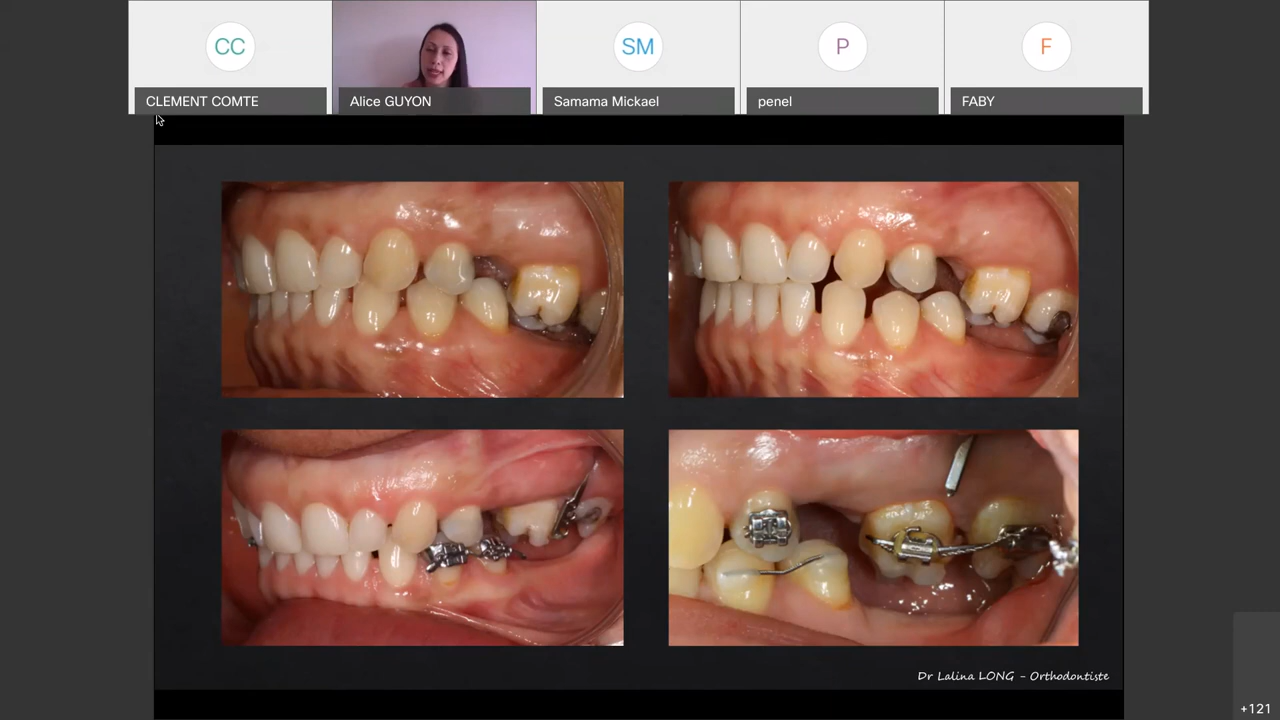 CC
SM
P
F
CLEMENT COMTE
Alice GUYON
Samama Mickael
penel
FABY
Dr Lalina LONG - Orthodontiste
+121